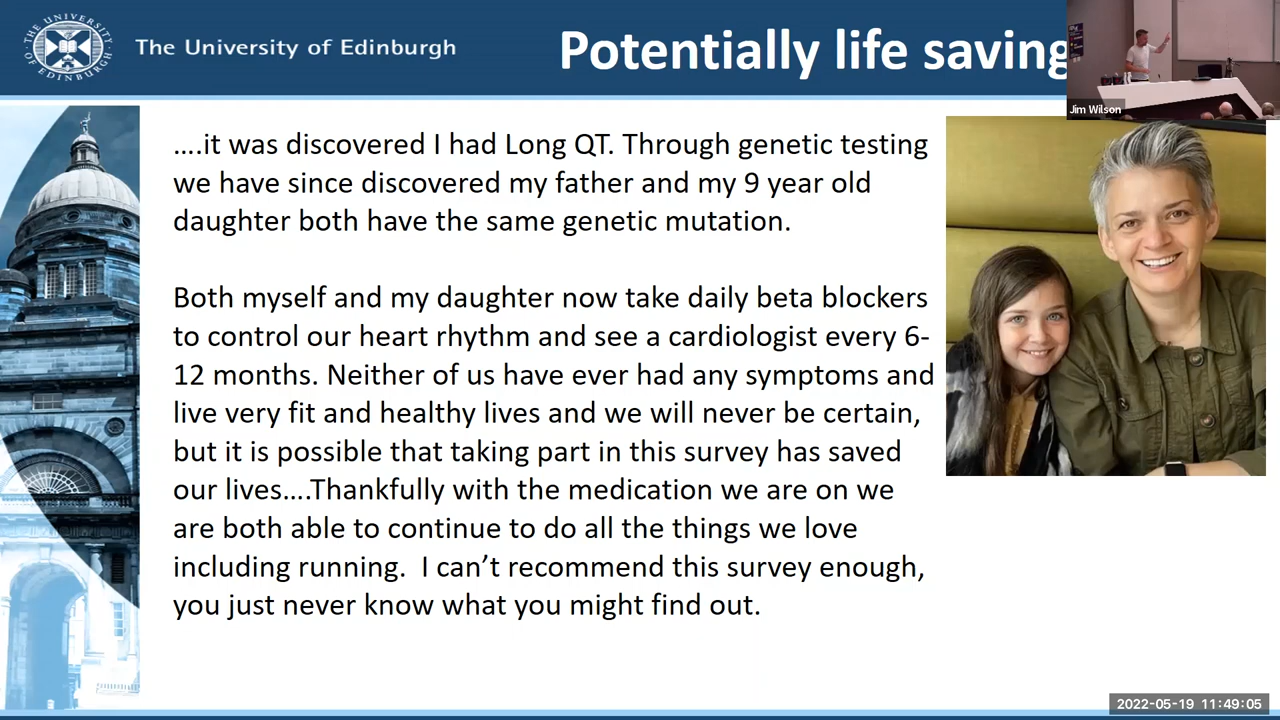 THE UNIVERSITY OF EDINBURGH
The University of Edinburgh
Potentially life saving
Jim Wilson
….it was discovered I had Long QT. Through genetic testing
we have since discovered my father and my 9 year old
daughter both have the same genetic mutation.
Both myself and my daughter now take daily beta blockers
to control our heart rhythm and see a cardiologist every 6-
12 months. Neither of us have ever had any symptoms and
live very fit and healthy lives and we will never be certain,
but it is possible that taking part in this survey has saved
our lives….Thankfully with the medication we are on we
are both able to continue to do all the things we love
including running.  I can’t recommend this survey enough,
you just never know what you might find out.
2022-05-19 11:49:05